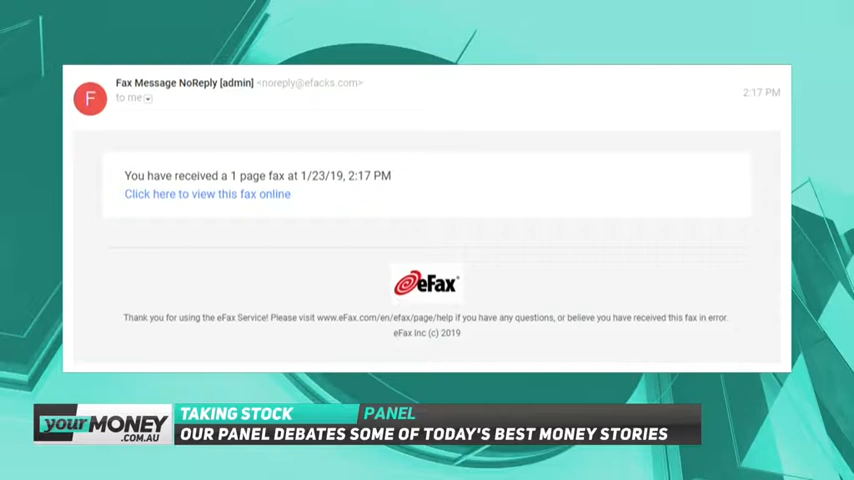 F
Fax Message NoReply [admin] <noreply@efacks.com>
to me
2:17 PM
You have received a 1 page fax at 1/23/19, 2:17 PM
Click here to view this fax online
eFax®
Thank you for using the eFax Service! Please visit www.eFax.com/en/efax/page/help if you have any questions, or believe you have received this fax in error.
eFax Inc (c) 2019
TAKING STOCK
PANEL
your MONEY
.COM.AU
OUR PANEL DEBATES SOME OF TODAY'S BEST MONEY STORIES